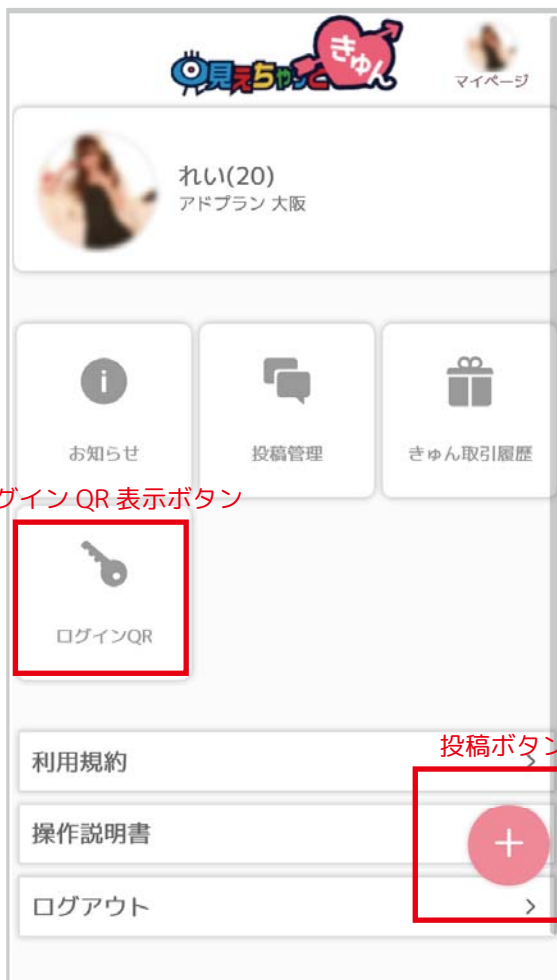 見えちゃっと
きゅん
マイページ
れい(20)
アドプラン 大阪
お知らせ
投稿管理
きゅん取引履歴
グイン QR 表示ボタン
ログインQR
投稿ボタン
利用規約
操作説明書
ログアウト